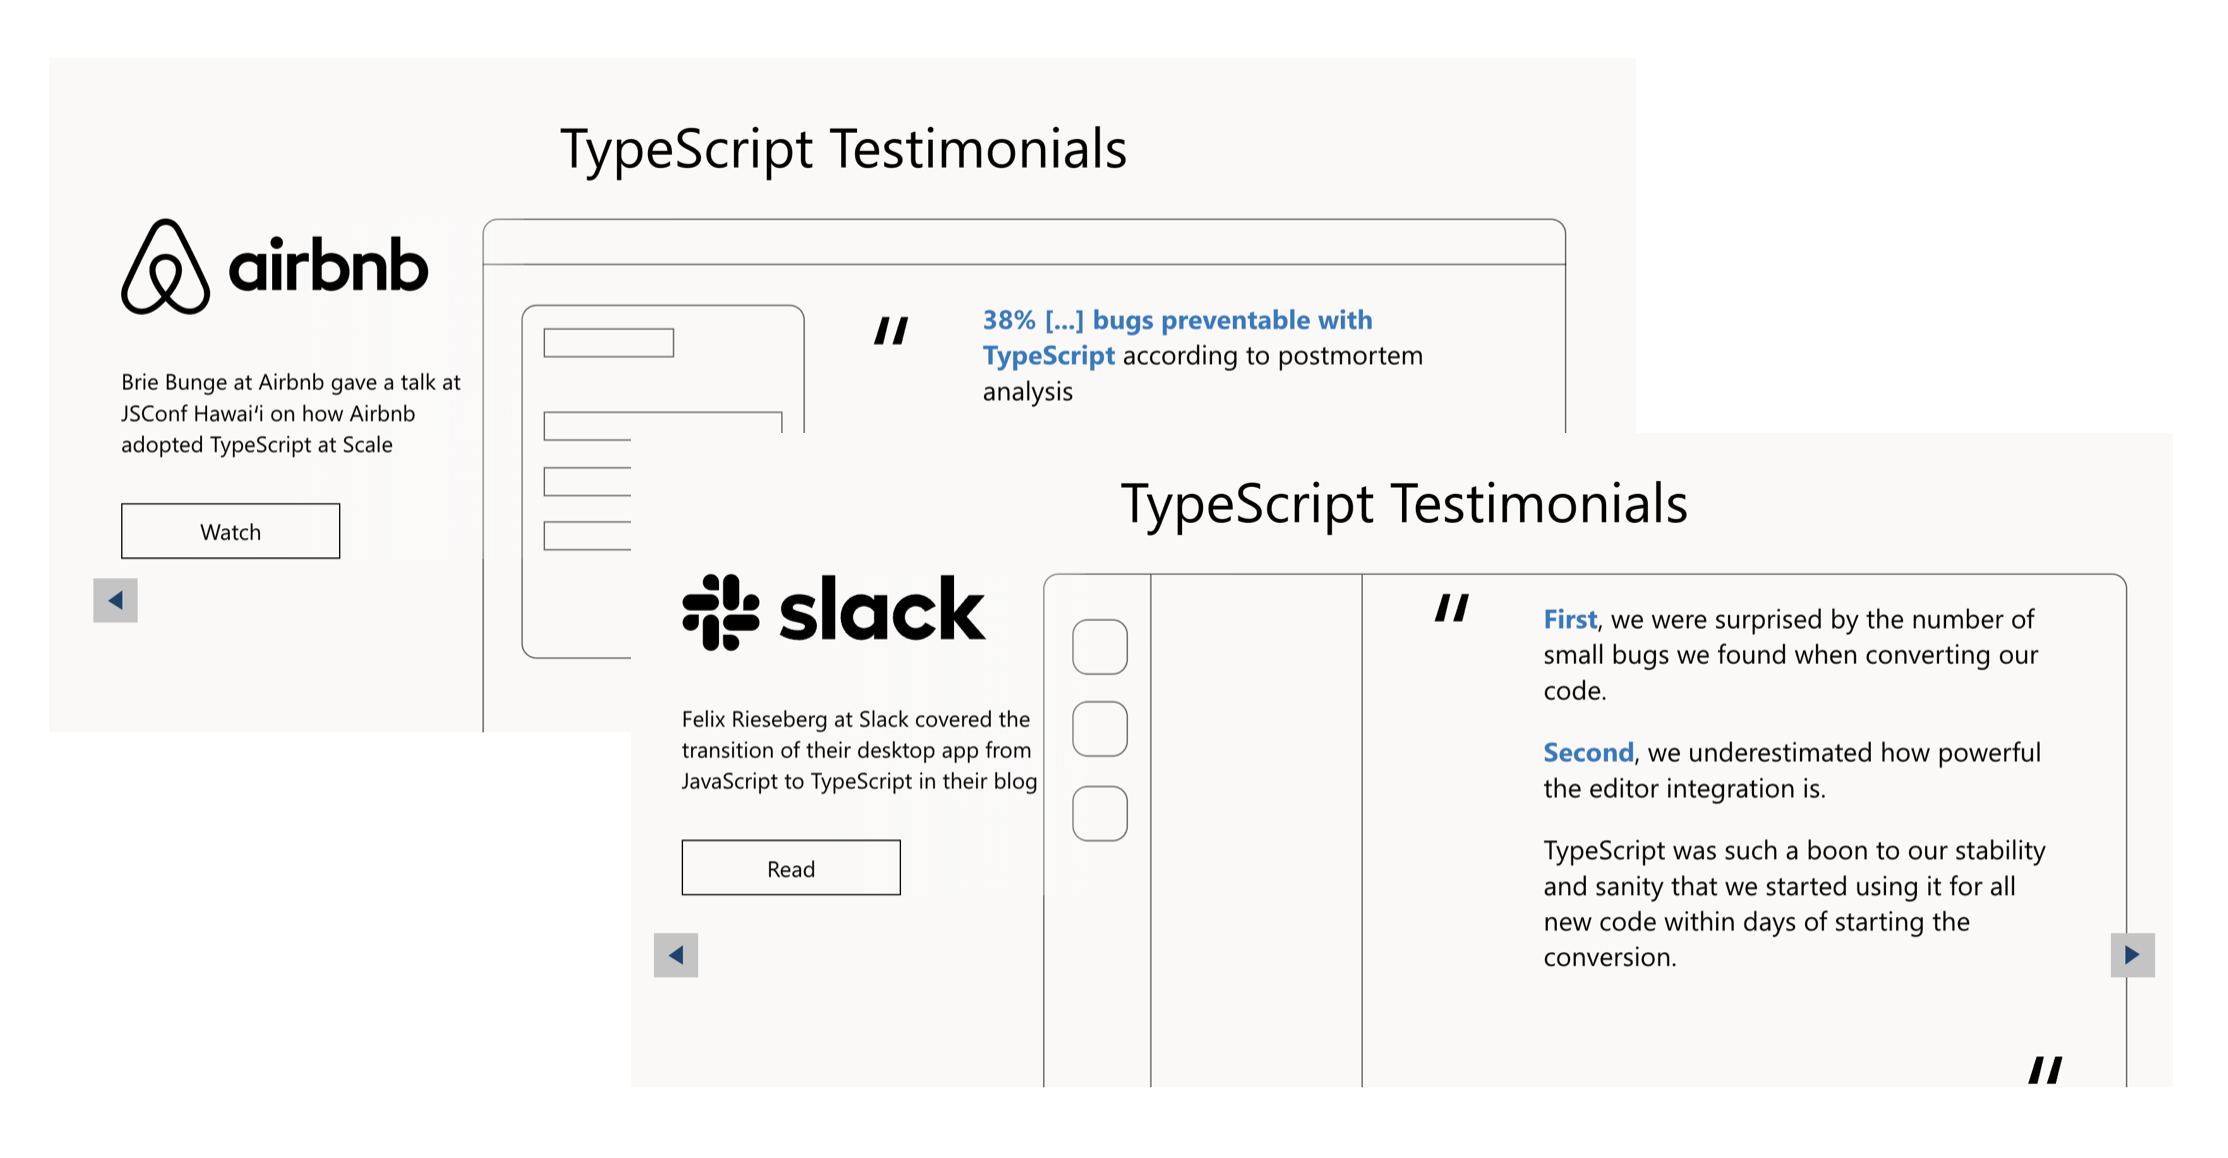 TypeScript Testimonials
airbnb
Brie Bunge at Airbnb gave a talk at
JSConf Hawaiʻi on how Airbnb
adopted TypeScript at Scale
Watch
"
38% [...] bugs preventable with
TypeScript according to postmortem
analysis
TypeScript Testimonials
slack
Felix Rieseberg at Slack covered the
transition of their desktop app from
JavaScript to TypeScript in their blog
Read
"
First, we were surprised by the number of
small bugs we found when converting our
code.
Second, we underestimated how powerful
the editor integration is.
TypeScript was such a boon to our stability
and sanity that we started using it for all
new code within days of starting the
conversion.
"